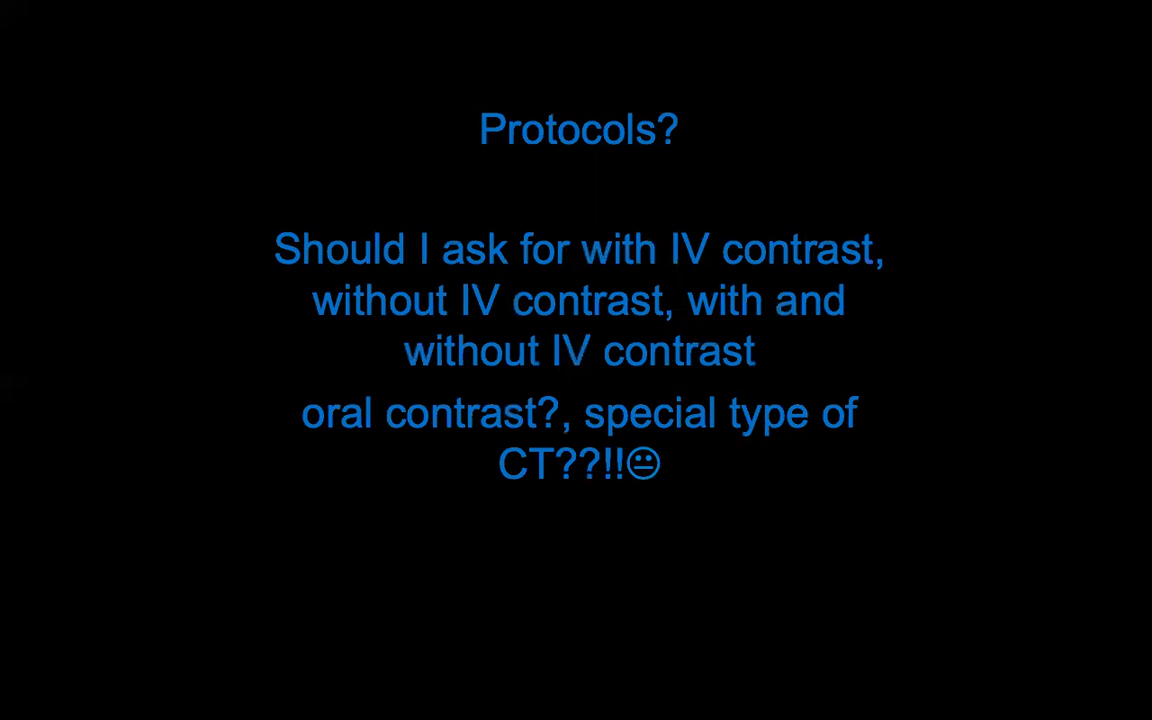 Protocols?
Should I ask for with IV contrast,
without IV contrast, with and
without IV contrast
oral contrast?, special type of
CT??!!😐